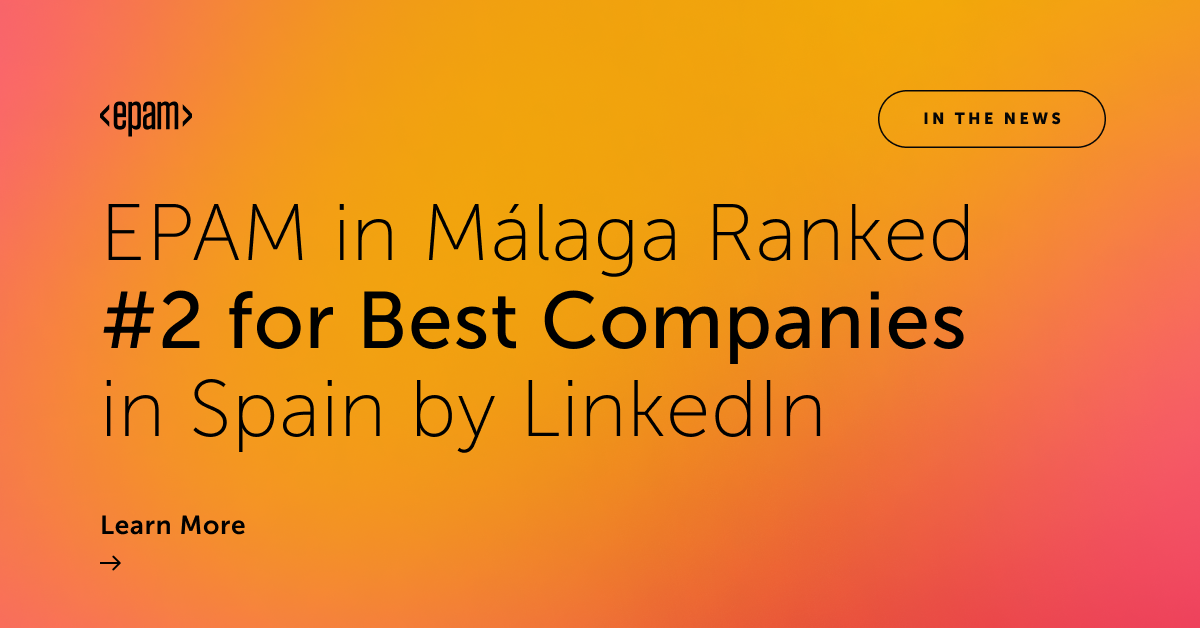 <epam>
IN THE NEWS
EPAM in Málaga Ranked
#2 for Best Companies
in Spain by LinkedIn
Learn More
→